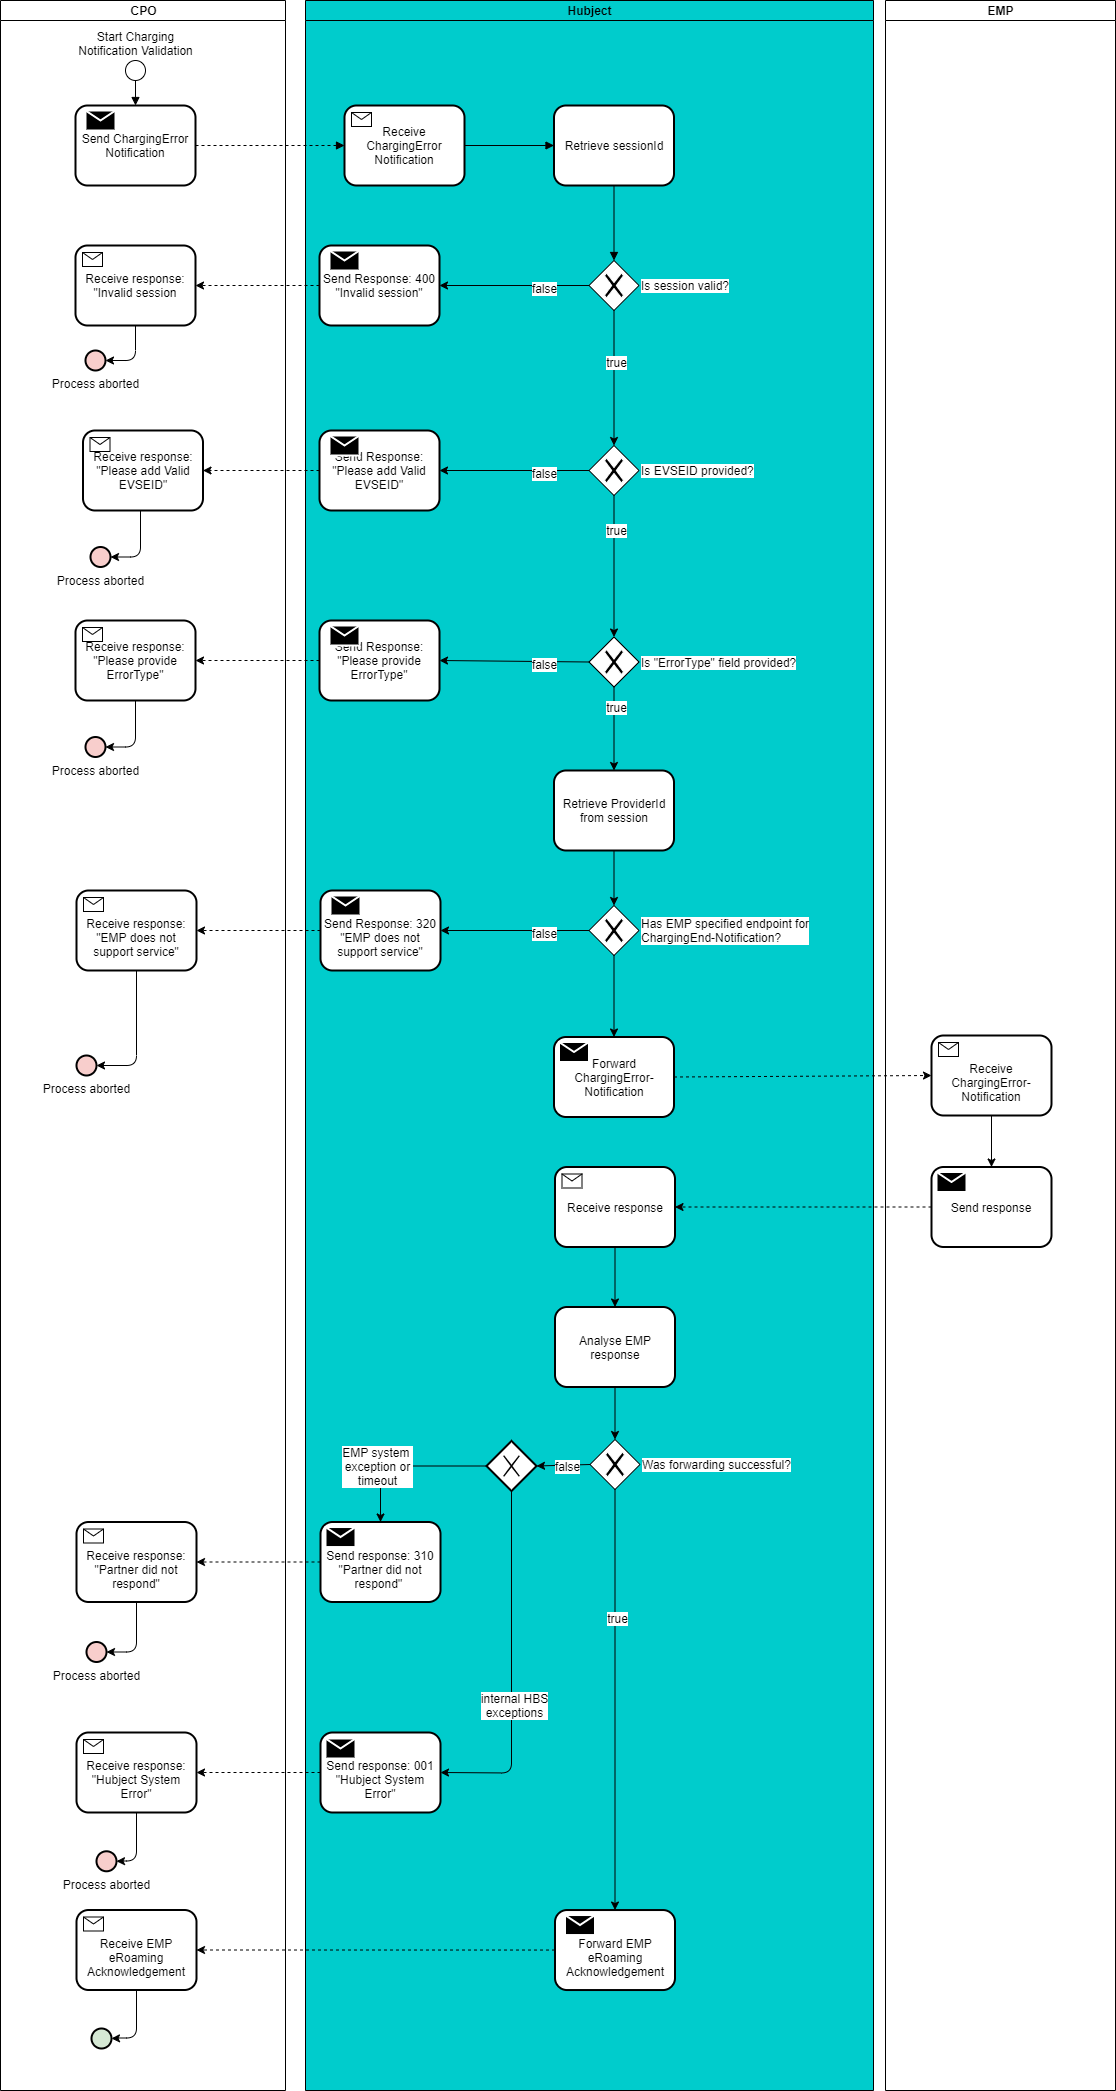 CPO
Hubject
EMP
Start Charging
Notification Validation
Send ChargingError
Notification
Receive
ChargingError
Notification
Retrieve sessionId
Receive response:
"Invalid session
Send Response: 400
"Invalid session"
false
Is session valid?
true
Process aborted
Receive response:
"Please add Valid
EVSEID"
Send Response:
"Please add Valid
EVSEID"
false
Is EVSEID provided?
true
Process aborted
Receive response:
"Please provide
ErrorType"
Send Response:
"Please provide
ErrorType"
false
Is "ErrorType" field provided?
true
Process aborted
Retrieve ProviderId
from session
Receive response:
"EMP does not
support service"
Send Response: 320
"EMP does not
support service"
false
Has EMP specified endpoint for
ChargingEnd-Notification?
Process aborted
Forward
ChargingError-
Notification
Receive
ChargingError-
Notification
Receive response
Send response
Analyse EMP
response
EMP system
exception or
timeout
false
Was forwarding successful?
Receive response:
"Partner did not
respond"
Send response: 310
"Partner did not
respond"
true
Process aborted
internal HBS
exceptions
Receive response:
"Hubject System
Error"
Send response: 001
"Hubject System
Error"
Process aborted
Receive EMP
eRoaming
Acknowledgement
Forward EMP
eRoaming
Acknowledgement